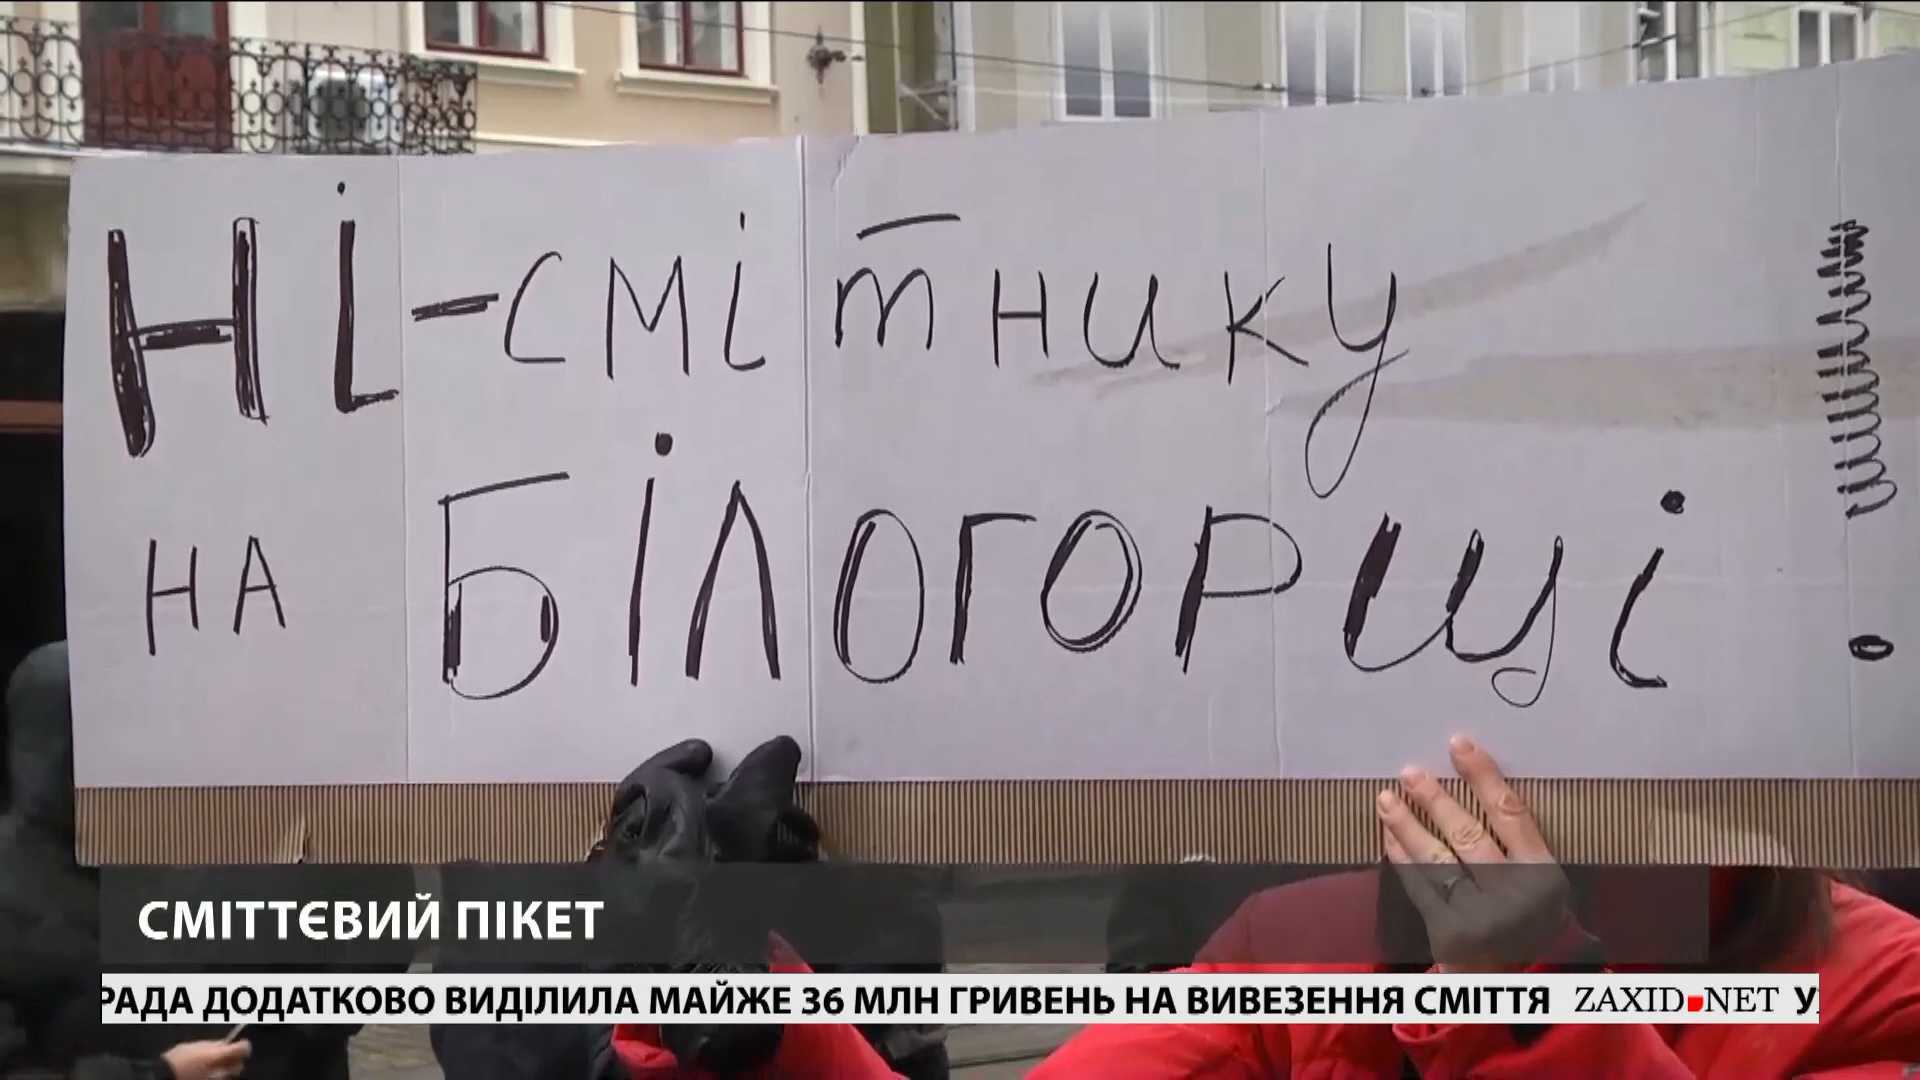 НІ-СМІТНИКУ
НА БІЛОГОРЩІ!
СМІТТЄВИЙ ПІКЕТ
РАДА ДОДАТКОВО ВИДІЛИЛА МАЙЖЕ 36 МЛН ГРИВЕНЬ НА ВИВЕЗЕННЯ СМІТТЯ ZAXID.NET